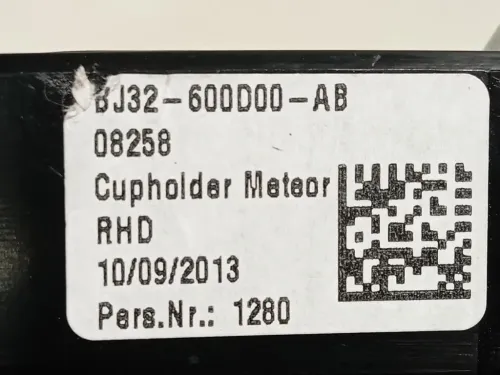 BJ32-600D00-AB
08258
Cupholder Meteor
RHD
10/09/2013
Pers.Nr.: 1280